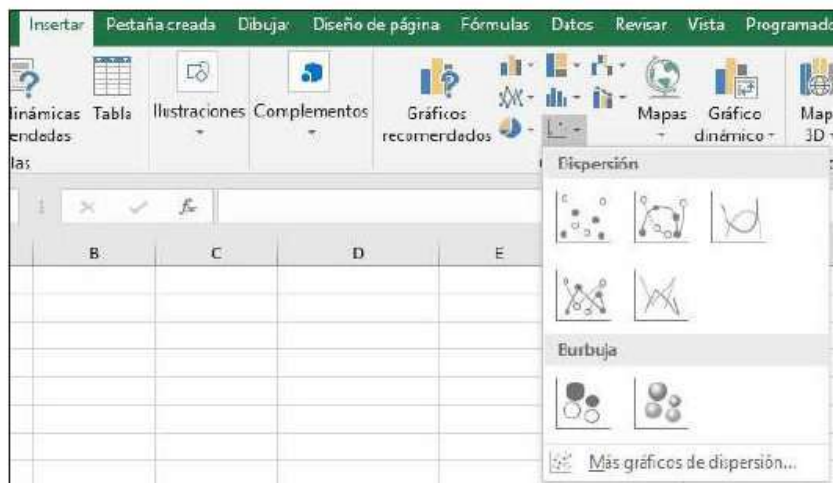 Insertar Pestaña creada Dibujar Diseño de página Fórmulas Datos Revisar Vista Programado
linámicas Tabla Ilustraciones Complementos Gráficos Mapas Gráfico Map
endadas recomendados dinámico 3D
las
fx
B C D E
Dispersión
Burbuja
Más gráficos de dispersión...